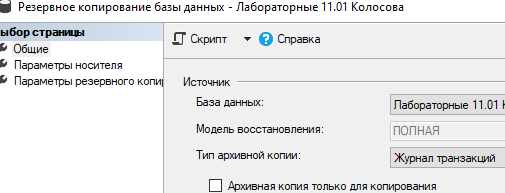 Резервное копирование базы данных - Лабораторные 11.01 Колосова
ыбор страницы
Общие
Параметры носителя
Параметры резервного копир
Скрипт
Справка
Источник
База данных:
Лабораторные 11.01 К
Модель восстановления:
ПОЛНАЯ
Тип архивной копии:
Журнал транзакций
Архивная копия только для копирования